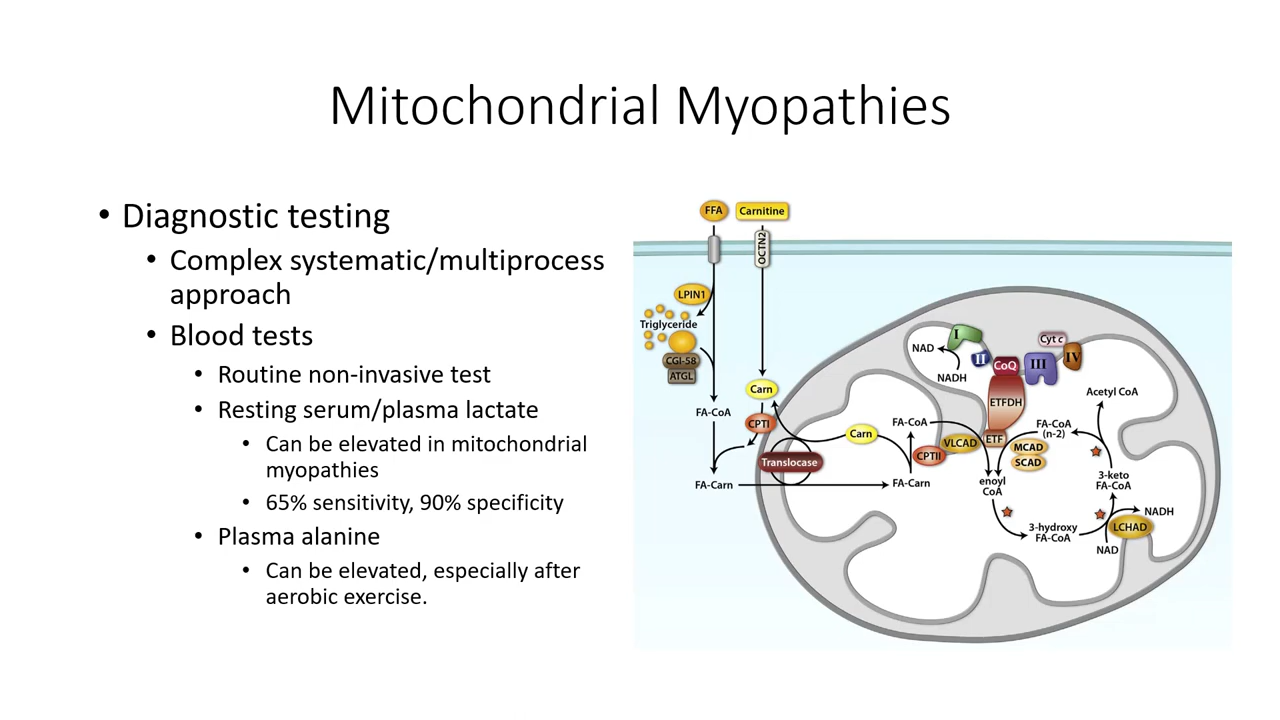 Mitochondrial Myopathies
• Diagnostic testing
• Complex systematic/multiprocess
approach
• Blood tests
• Routine non-invasive test
• Resting serum/plasma lactate
• Can be elevated in mitochondrial
myopathies
• 65% sensitivity, 90% specificity
• Plasma alanine
• Can be elevated, especially after
aerobic exercise.
FFA
Carnitine
OCTN2
LPIN1
Triglyceride
CGI-58
ATGL
Carn
FA-CoA
CPTI
Translocase
FA-Carn
Carn
FA-CoA
CPTII
FA-Carn
VLCAD
NAD
NADH
I
II
CoQ
III
Cyt c
IV
ETFDH
ETF
Acetyl CoA
FA-CoA
(n-2)
MCAD
SCAD
enoyl
CoA
3-keto
FA-CoA
3-hydroxy
FA-CoA
NADH
LCHAD
NAD